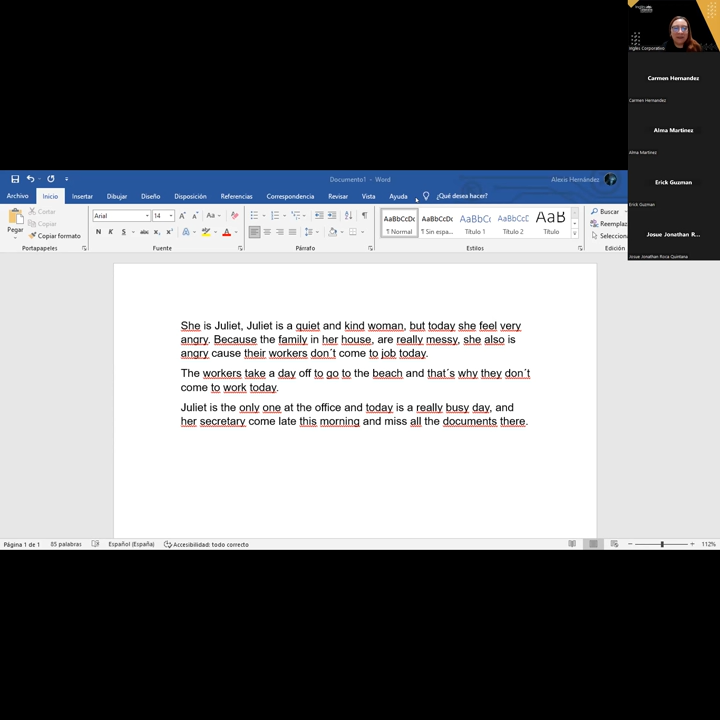 Inglés Corporativo
Carmen Hernandez
Carmen Hernandez
Alma Martinez
Alma Martinez
Erick Guzman
Erick Guzman
Josue Jonathan R...
Josue Jonathan Roca Quintana
Documento1 - Word
Alexis Hernández
Archivo Inicio Insertar Dibujar Diseño Disposición Referencias Correspondencia Revisar Vista Ayuda ¿Qué desea hacer?
Pegar
Cortar
Copiar
Copiar formato
Portapapeles
Arial 14
N K S abc x₂ x²
Fuente
Párrafo
AaBbCcDc AaBbCcDc AaBbCc AaBbCcC AaB
¶ Normal ¶ Sin espa... Título 1 Título 2 Título
Estilos
Buscar
Reemplaz
Seleccion
Edición
She is Juliet, Juliet is a quiet and kind woman, but today she feel very
angry. Because the family in her house, are really messy, she also is
angry cause their workers don´t come to job today.
The workers take a day off to go to the beach and that´s why they don´t
come to work today.
Juliet is the only one at the office and today is a really busy day, and
her secretary come late this morning and miss all the documents there.
Página 1 de 1 85 palabras Español (España) Accesibilidad: todo correcto 112%